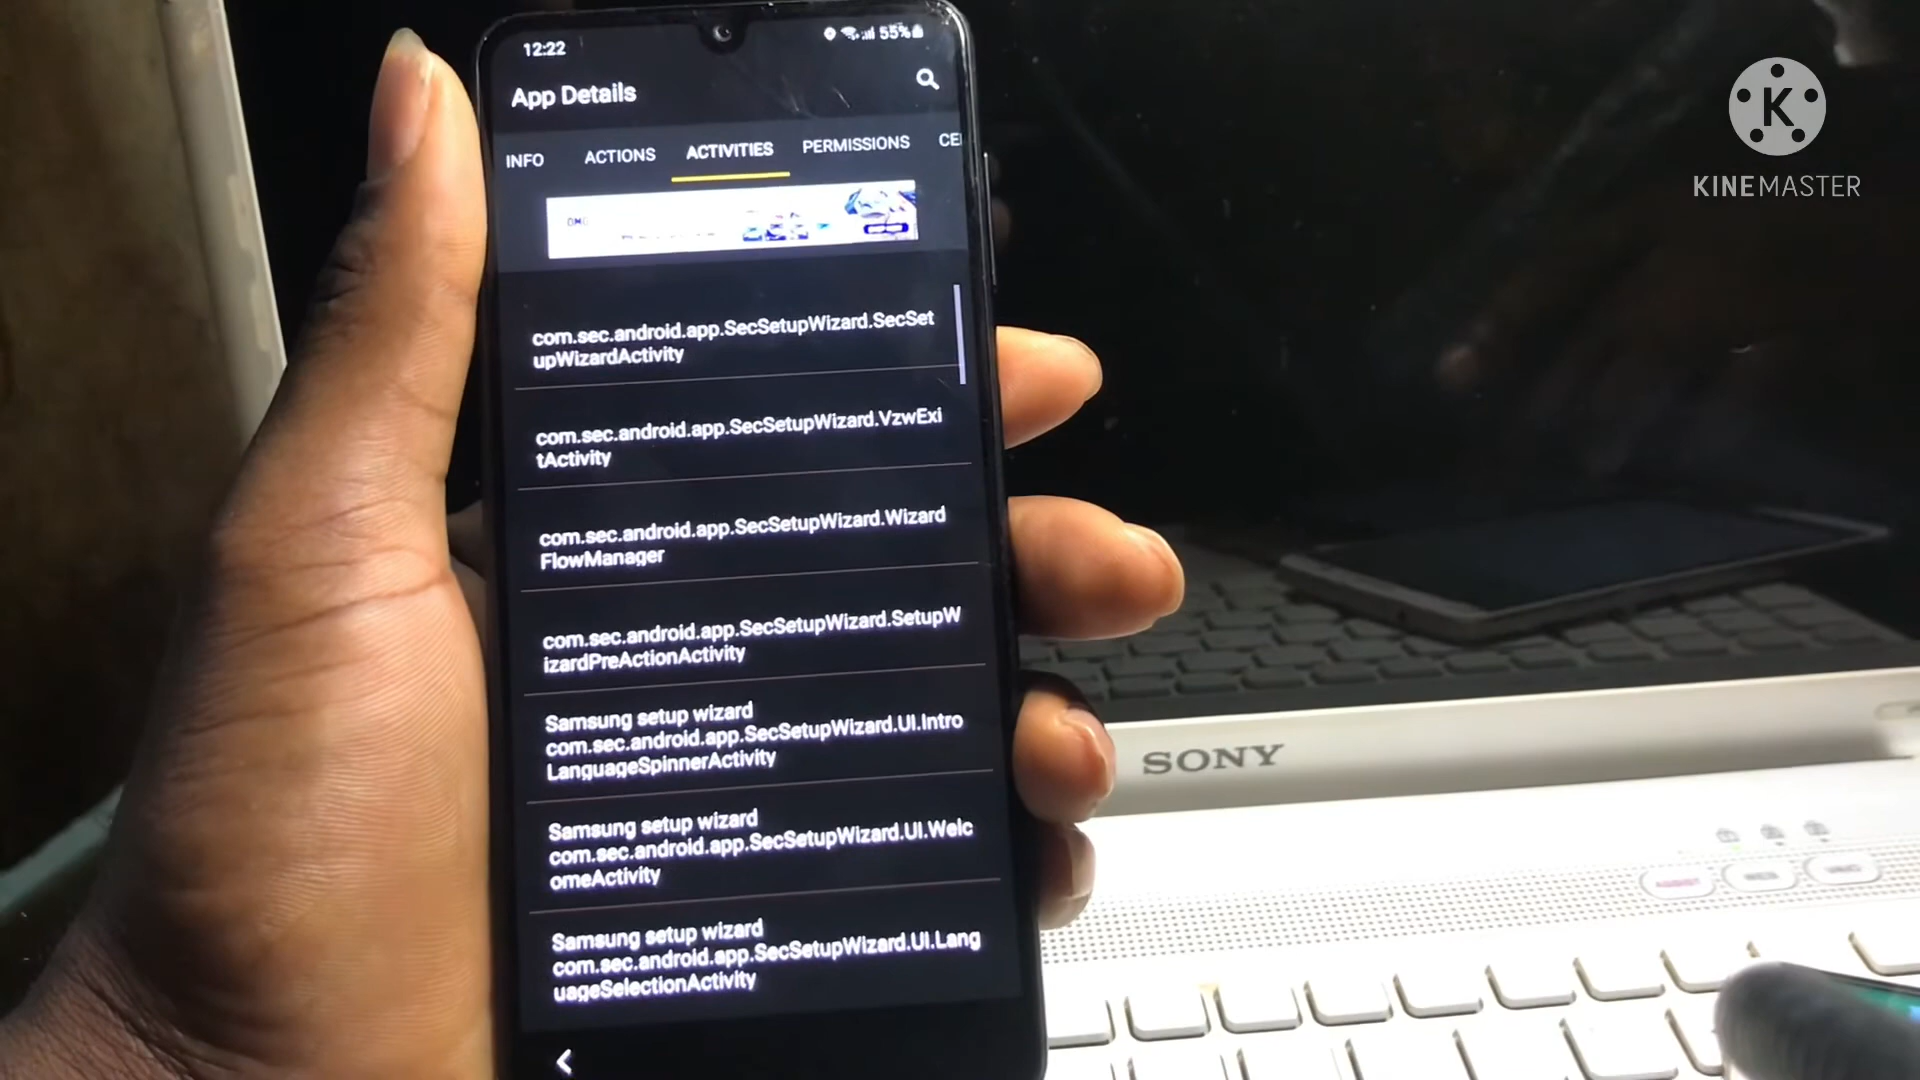 12:22
55%
App Details
INFO ACTIONS ACTIVITIES PERMISSIONS CE
com.sec.android.app.SecSetupWizard.SecSet
upWizardActivity
com.sec.android.app.SecSetupWizard.VzwExi
tActivity
com.sec.android.app.SecSetupWizard.Wizard
FlowManager
com.sec.android.app.SecSetupWizard.SetupW
izardPreActionActivity
Samsung setup wizard
com.sec.android.app.SecSetupWizard.UI.Intro
LanguageSpinnerActivity
Samsung setup wizard
com.sec.android.app.SecSetupWizard.UI.Welc
omeActivity
Samsung setup wizard
com.sec.android.app.SecSetupWizard.UI.Lang
uageSelectionActivity
K
KINEMASTER
SONY
ASSIST
WEB